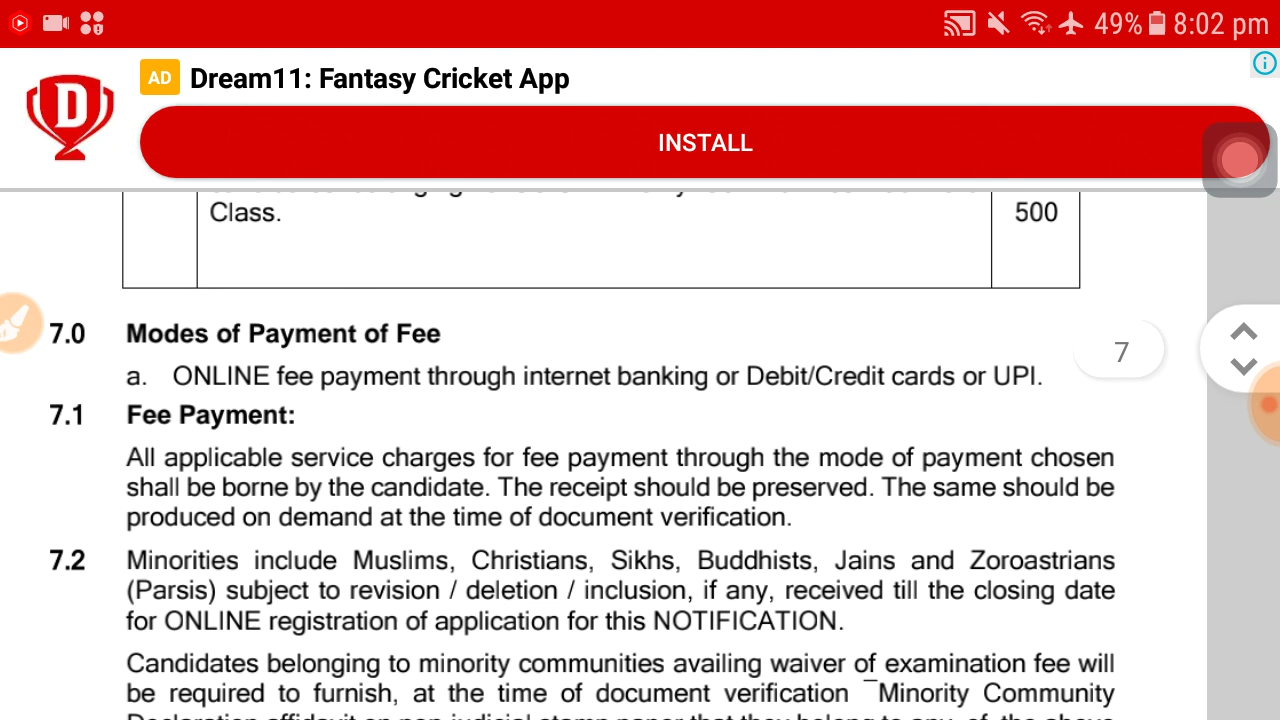 49% 8:02 pm
AD Dream11: Fantasy Cricket App
D
INSTALL
Class.
500
7.0 Modes of Payment of Fee
7
a. ONLINE fee payment through internet banking or Debit/Credit cards or UPI.
7.1 Fee Payment:
All applicable service charges for fee payment through the mode of payment chosen
shall be borne by the candidate. The receipt should be preserved. The same should be
produced on demand at the time of document verification.
7.2 Minorities include Muslims, Christians, Sikhs, Buddhists, Jains and Zoroastrians
(Parsis) subject to revision / deletion / inclusion, if any, received till the closing date
for ONLINE registration of application for this NOTIFICATION.
Candidates belonging to minority communities availing waiver of examination fee will
be required to furnish, at the time of document verification ¯Minority Community